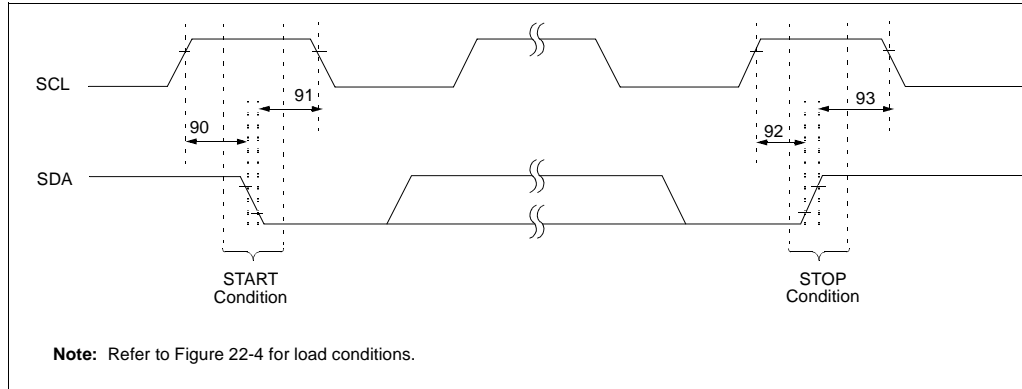 SCL
91
93
90
92
SDA
START
Condition
STOP
Condition
Note: Refer to Figure 22-4 for load conditions.